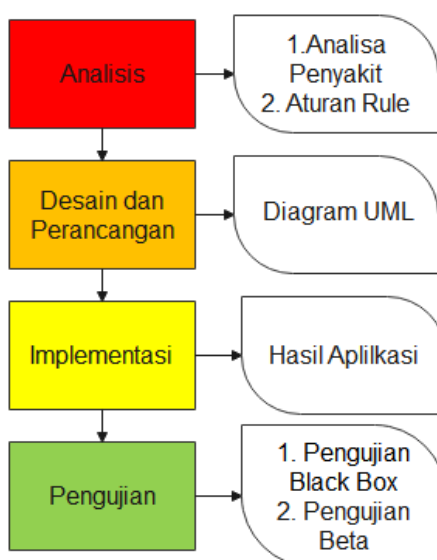 Analisis
1.Analisa
Penyakit
2. Aturan Rule
Desain dan
Perancangan
Diagram UML
Implementasi
Hasil Aplilkasi
Pengujian
1. Pengujian
Black Box
2. Pengujian
Beta